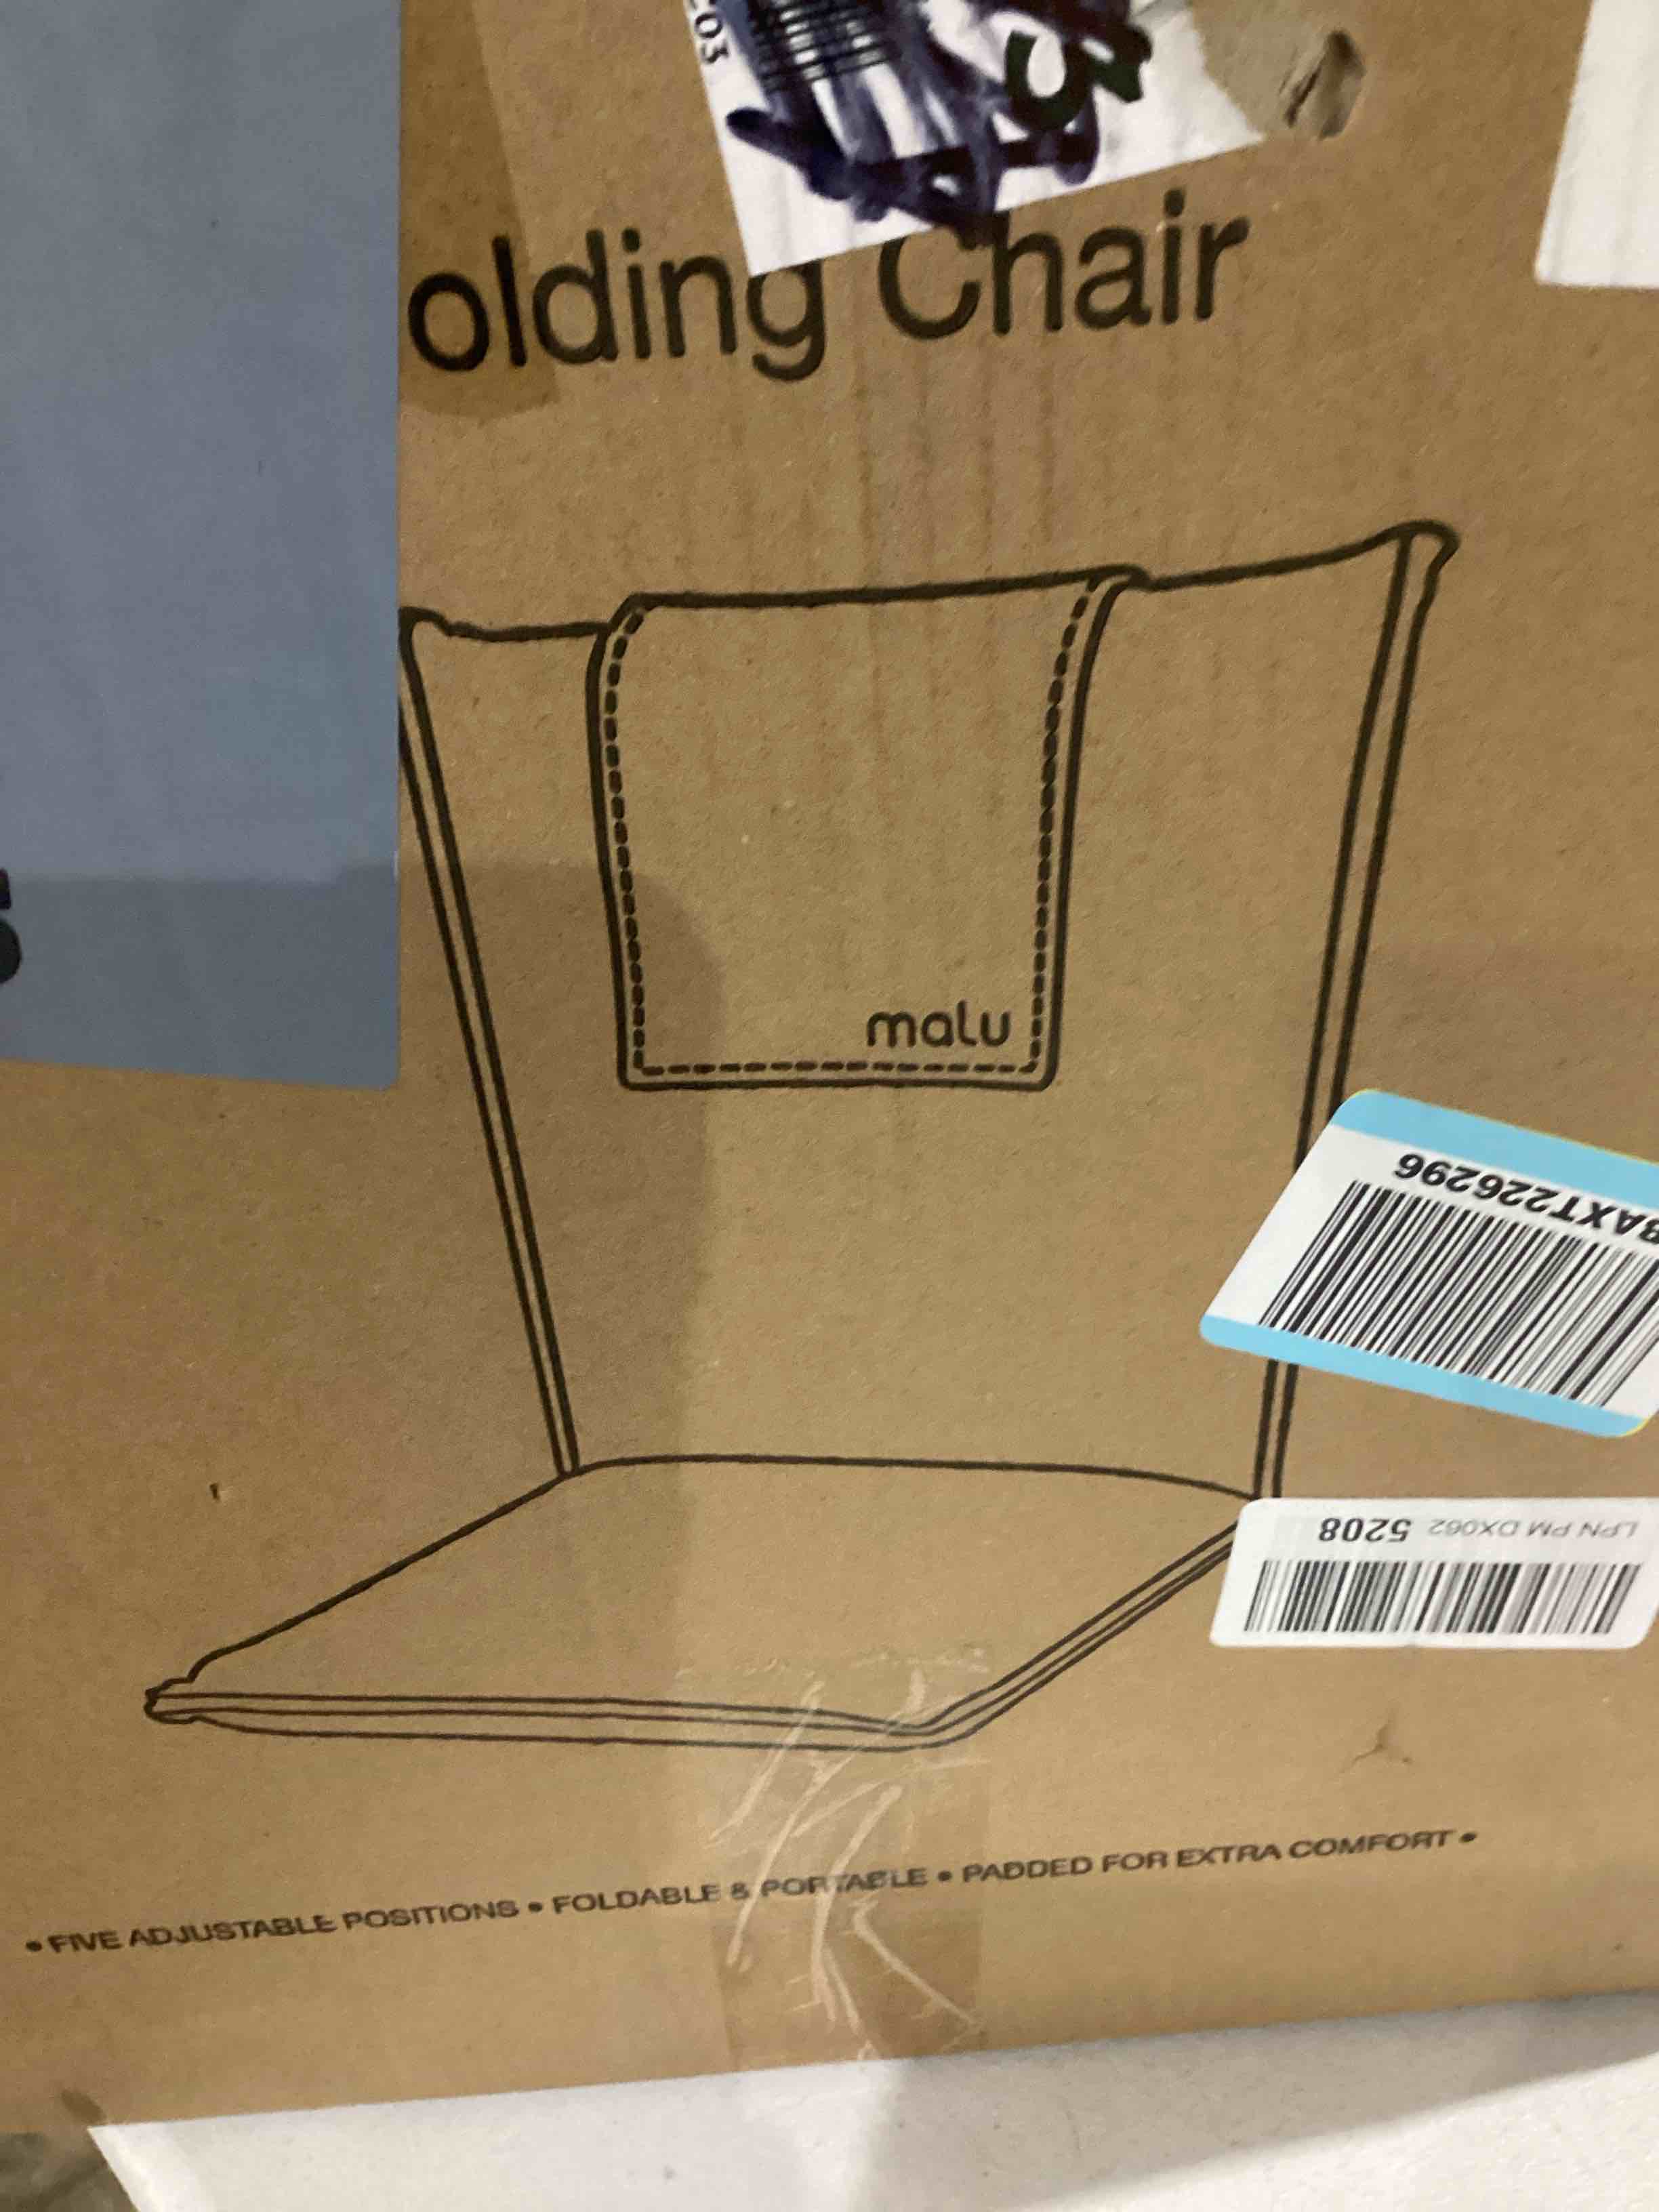 olding Chair
malu
BAXT226296
LPN PM DX062 5208
• FIVE ADJUSTABLE POSITIONS • FOLDABLE & PORTABLE • PADDED FOR EXTRA COMFORT •